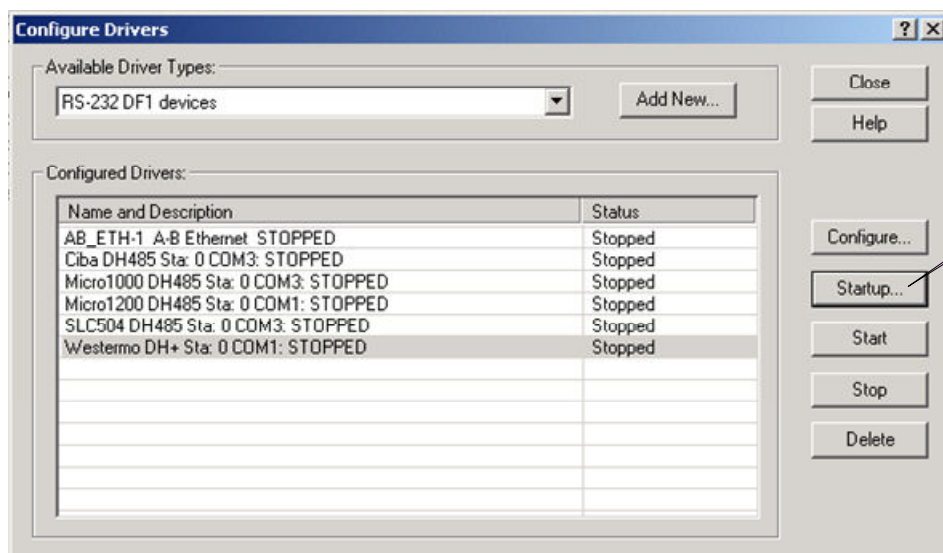 Configure Drivers
Available Driver Types:
RS-232 DF1 devices
Add New...
Close
Help
Configured Drivers:
Name and Description Status
AB_ETH-1 A-B Ethernet STOPPED Stopped
Ciba DH485 Sta: 0 COM3: STOPPED Stopped
Micro1000 DH485 Sta: 0 COM3: STOPPED Stopped
Micro1200 DH485 Sta: 0 COM1: STOPPED Stopped
SLC504 DH485 Sta: 0 COM3: STOPPED Stopped
Westermo DH+ Sta: 0 COM1: STOPPED Stopped
Configure...
Startup...
Start
Stop
Delete